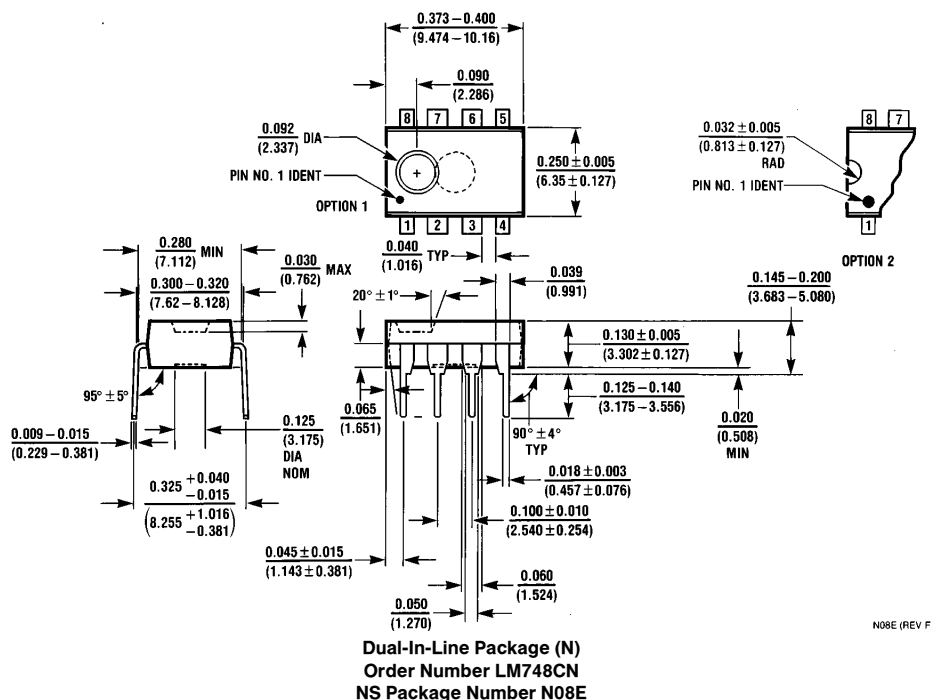 0.373 – 0.400
(9.474 – 10.16)
0.090
(2.286)
8 7 6 5
0.092 DIA
(2.337)
PIN NO. 1 IDENT
OPTION 1
1 2 3 4
0.250 ± 0.005
(6.35 ± 0.127)
8 7
0.032 ± 0.005
(0.813 ± 0.127)
RAD
PIN NO. 1 IDENT
1
OPTION 2
0.280 MIN
(7.112)
0.300 – 0.320
(7.62 – 8.128)
0.030 MAX
(0.762)
0.040 TYP
(1.016)
20° ± 1°
0.039
(0.991)
0.145 – 0.200
(3.683 – 5.080)
0.130 ± 0.005
(3.302 ± 0.127)
95° ± 5°
0.009 – 0.015
(0.229 – 0.381)
0.125
(3.175)
DIA
NOM
0.065
(1.651)
0.125 – 0.140
(3.175 – 3.556)
90° ± 4°
TYP
0.020
(0.508)
MIN
0.325 +0.040
–0.015
(8.255 +1.016
–0.381)
0.018 ± 0.003
(0.457 ± 0.076)
0.100 ± 0.010
(2.540 ± 0.254)
0.045 ± 0.015
(1.143 ± 0.381)
0.060
(1.524)
0.050
(1.270)
N08E (REV F
Dual-In-Line Package (N)
Order Number LM748CN
NS Package Number N08E